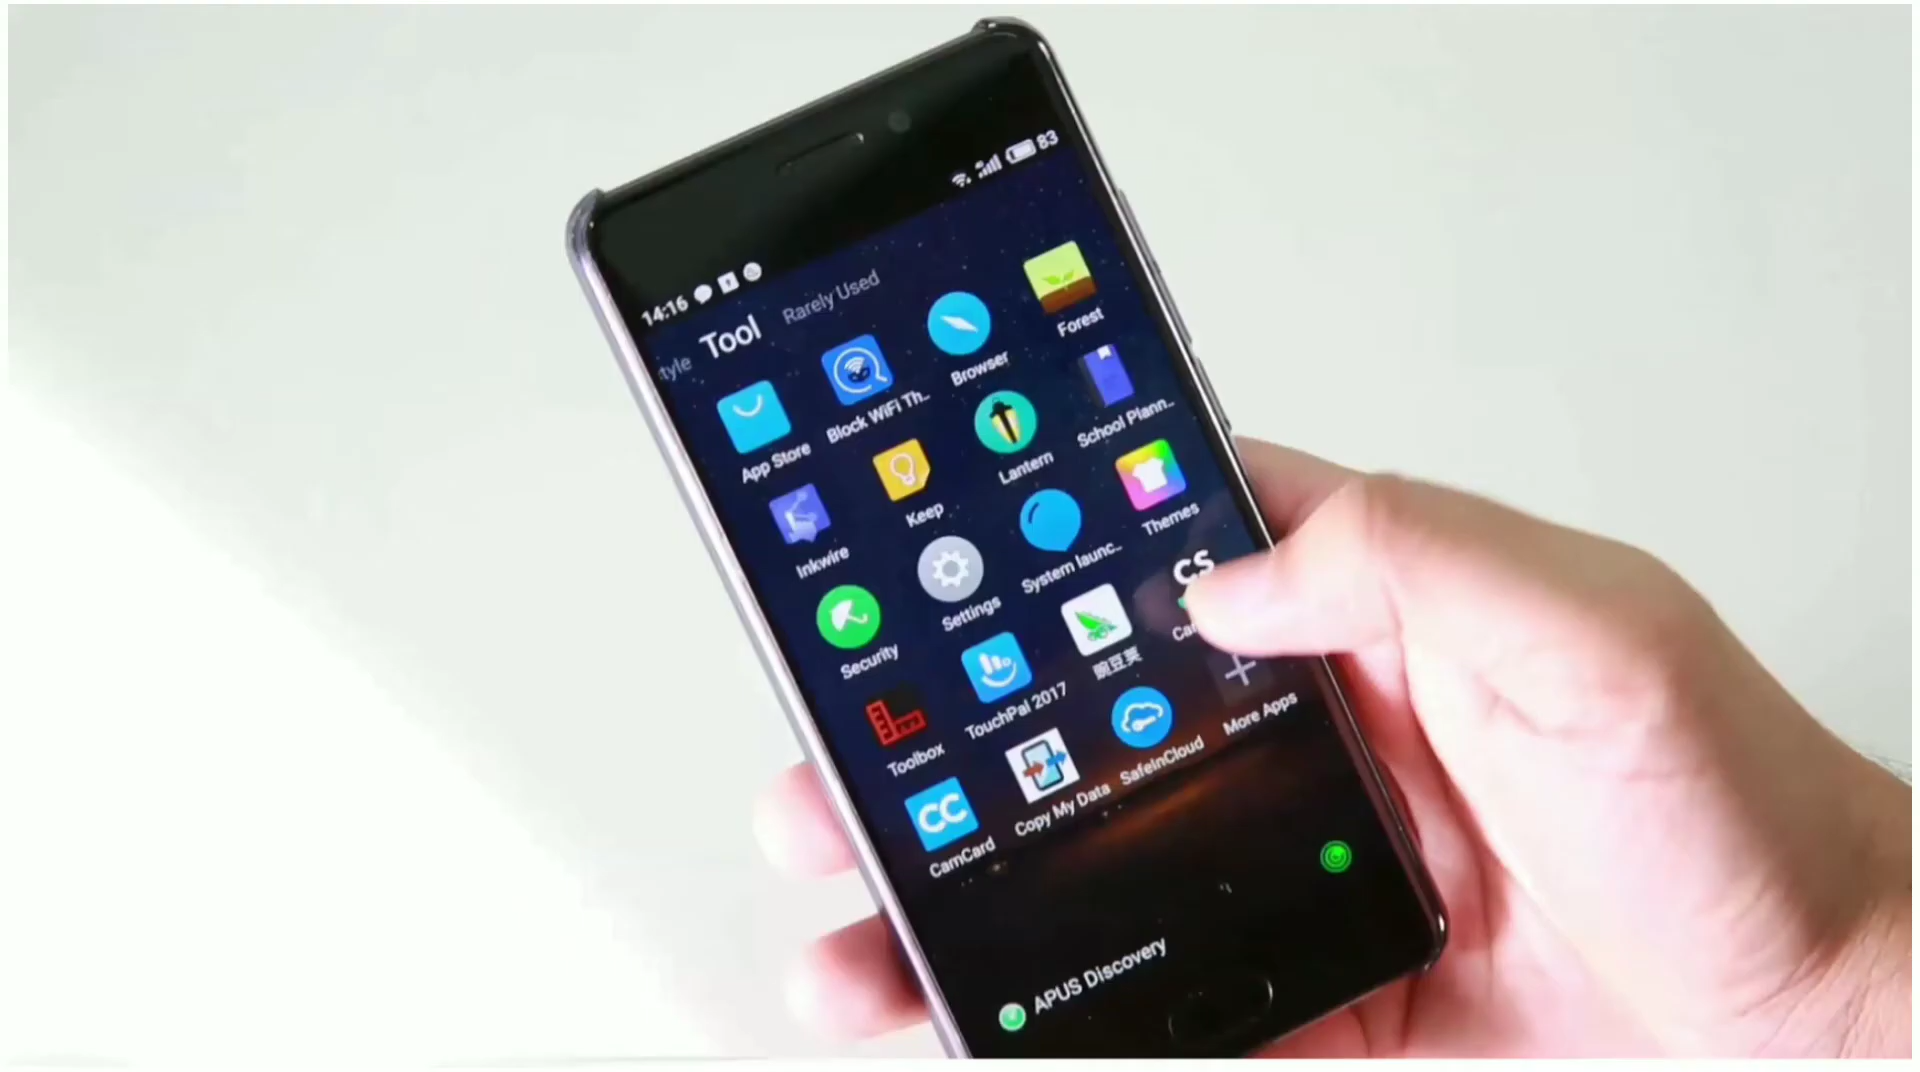 14:16
83
tyle Tool Rarely Used
App Store
Block WiFi Th..
Browser
Forest
Inkwire
Keep
Lantern
School Plann..
Security
Settings
System launc..
Themes
Toolbox
TouchPal 2017
豌豆荚
CS
CC
CamCard
Copy My Data
SafeInCloud
More Apps
APUS Discovery